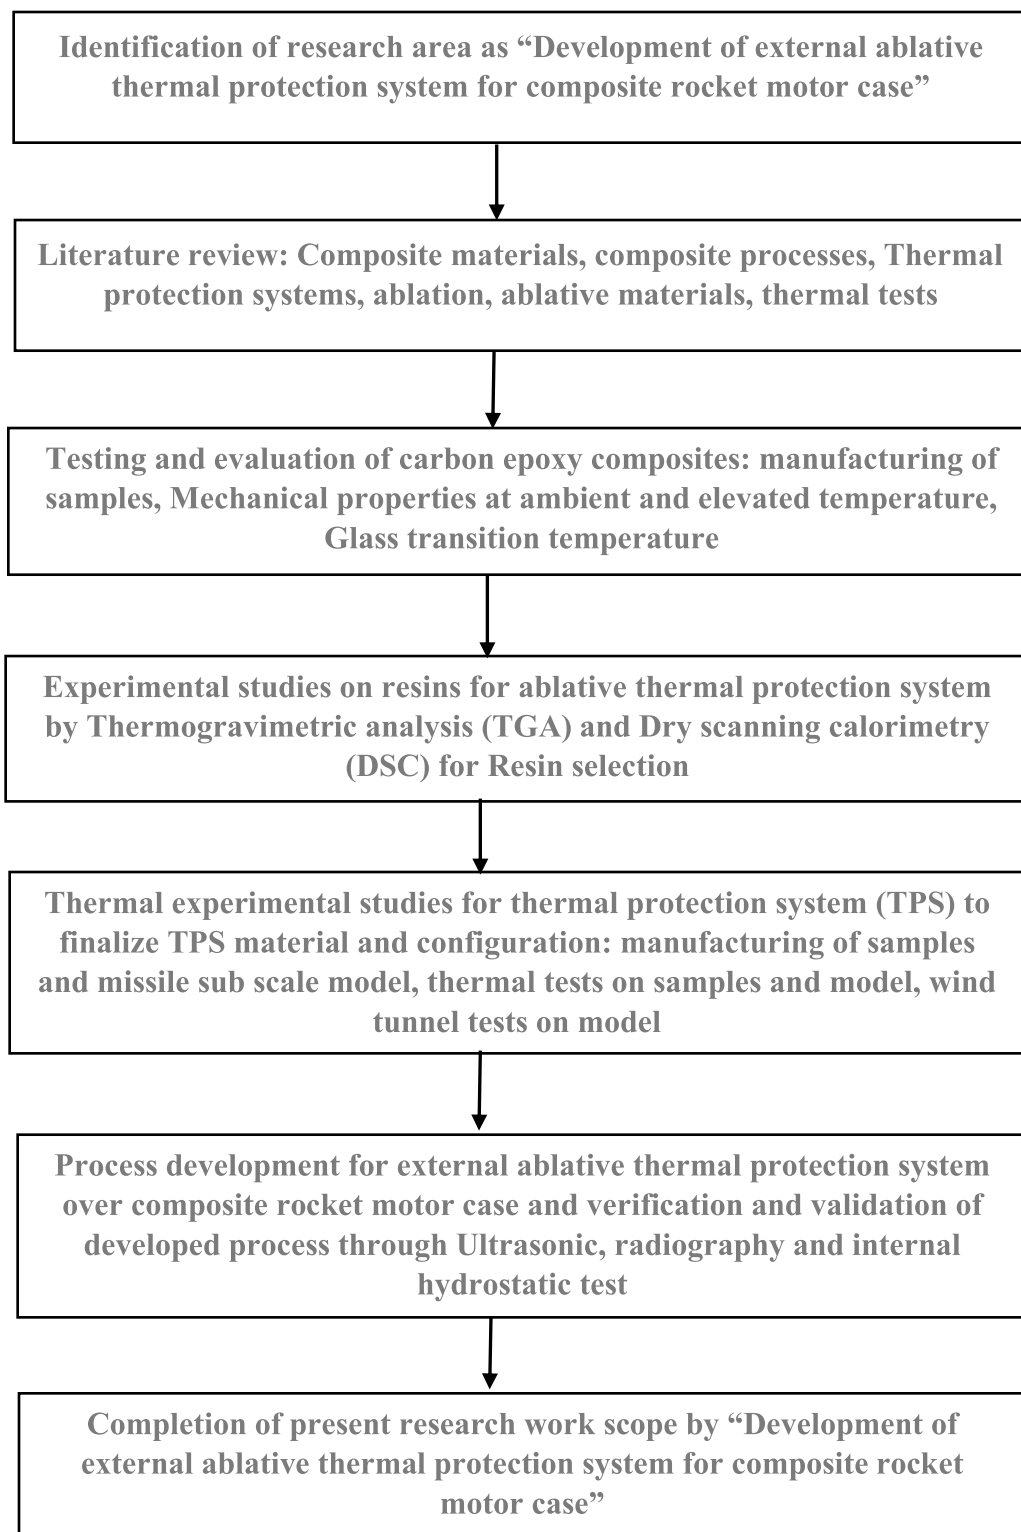 Identification of research area as “Development of external ablative
thermal protection system for composite rocket motor case”
Literature review: Composite materials, composite processes, Thermal
protection systems, ablation, ablative materials, thermal tests
Testing and evaluation of carbon epoxy composites: manufacturing of
samples, Mechanical properties at ambient and elevated temperature,
Glass transition temperature
Experimental studies on resins for ablative thermal protection system
by Thermogravimetric analysis (TGA) and Dry scanning calorimetry
(DSC) for Resin selection
Thermal experimental studies for thermal protection system (TPS) to
finalize TPS material and configuration: manufacturing of samples
and missile sub scale model, thermal tests on samples and model, wind
tunnel tests on model
Process development for external ablative thermal protection system
over composite rocket motor case and verification and validation of
developed process through Ultrasonic, radiography and internal
hydrostatic test
Completion of present research work scope by “Development of
external ablative thermal protection system for composite rocket
motor case”